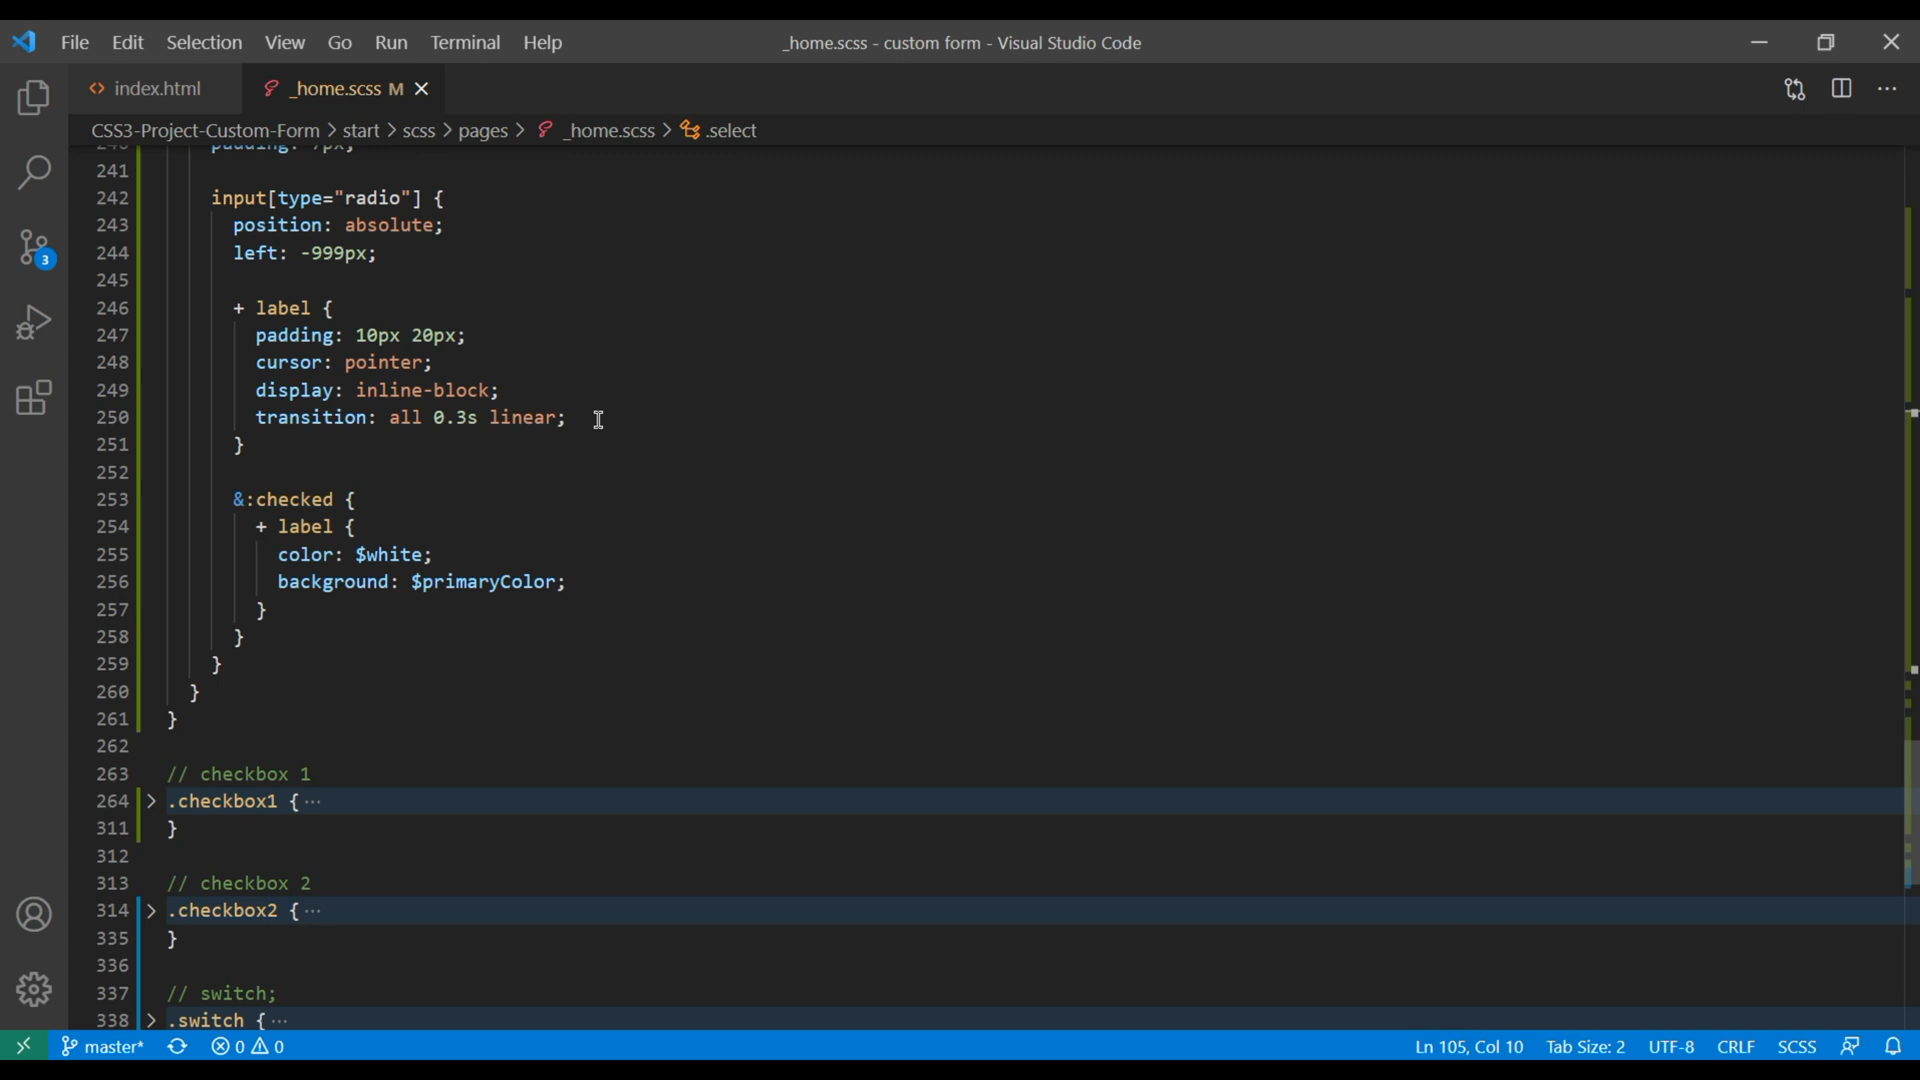 File Edit Selection View Go Run Terminal Help _home.scss - custom form - Visual Studio Code
index.html _home.scss M
CSS3-Project-Custom-Form > start > scss > pages > _home.scss > .select
240 padding: 7px;
241
242 input[type="radio"] {
243 position: absolute;
244 left: -999px;
245
246 + label {
247 padding: 10px 20px;
248 cursor: pointer;
249 display: inline-block;
250 transition: all 0.3s linear;
251 }
252
253 &:checked {
254 + label {
255 color: $white;
256 background: $primaryColor;
257 }
258 }
259 }
260 }
261 }
262
263 // checkbox 1
264 > .checkbox1 { ···
311 }
312
313 // checkbox 2
314 > .checkbox2 { ···
335 }
336
337 // switch;
338 > .switch { ···
3
master* 0 0 Ln 105, Col 10 Tab Size: 2 UTF-8 CRLF SCSS